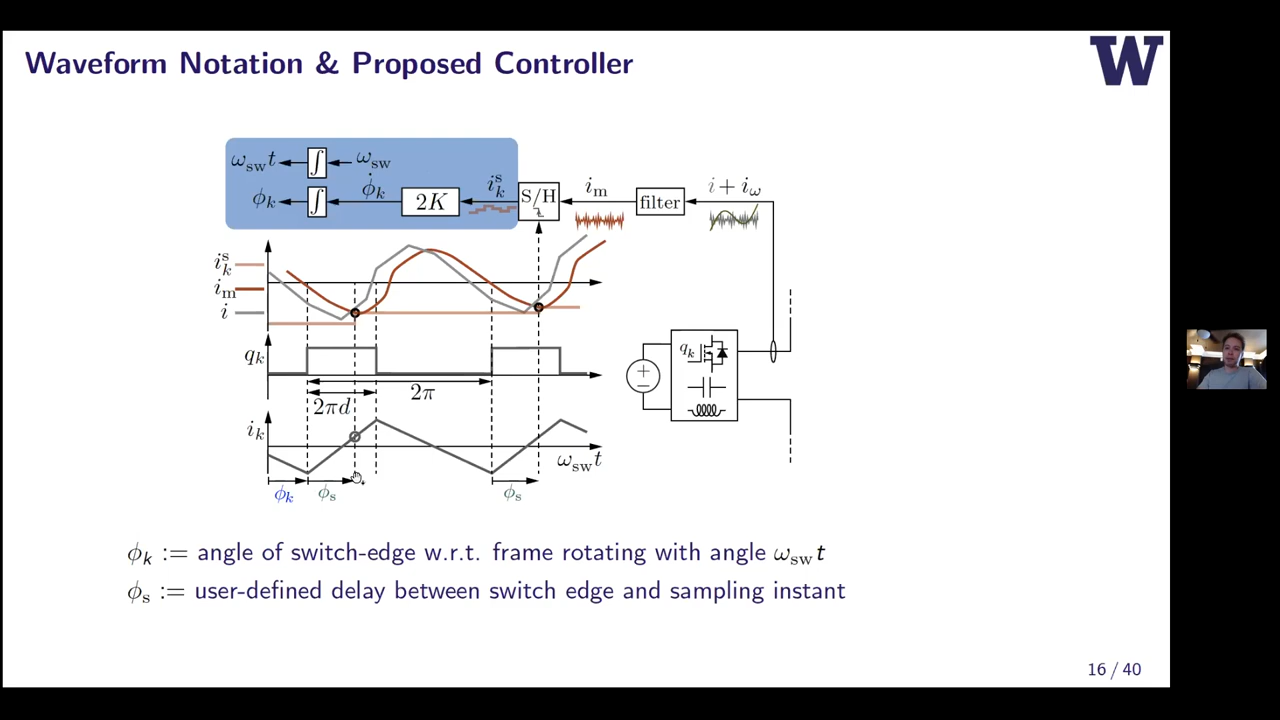 Waveform Notation & Proposed Controller
W
ω_sw t ∫ ω_sw
ϕ_k ∫ ϕ̇_k 2K i_k^s S/H i_m filter i + i_ω
i_k^s
i_m
i
q_k
2π
2πd
q_k
+
−
i_k
ω_sw t
ϕ_k ϕ_s ϕ_s
ϕ_k := angle of switch-edge w.r.t. frame rotating with angle ω_sw t
ϕ_s := user-defined delay between switch edge and sampling instant
16 / 40